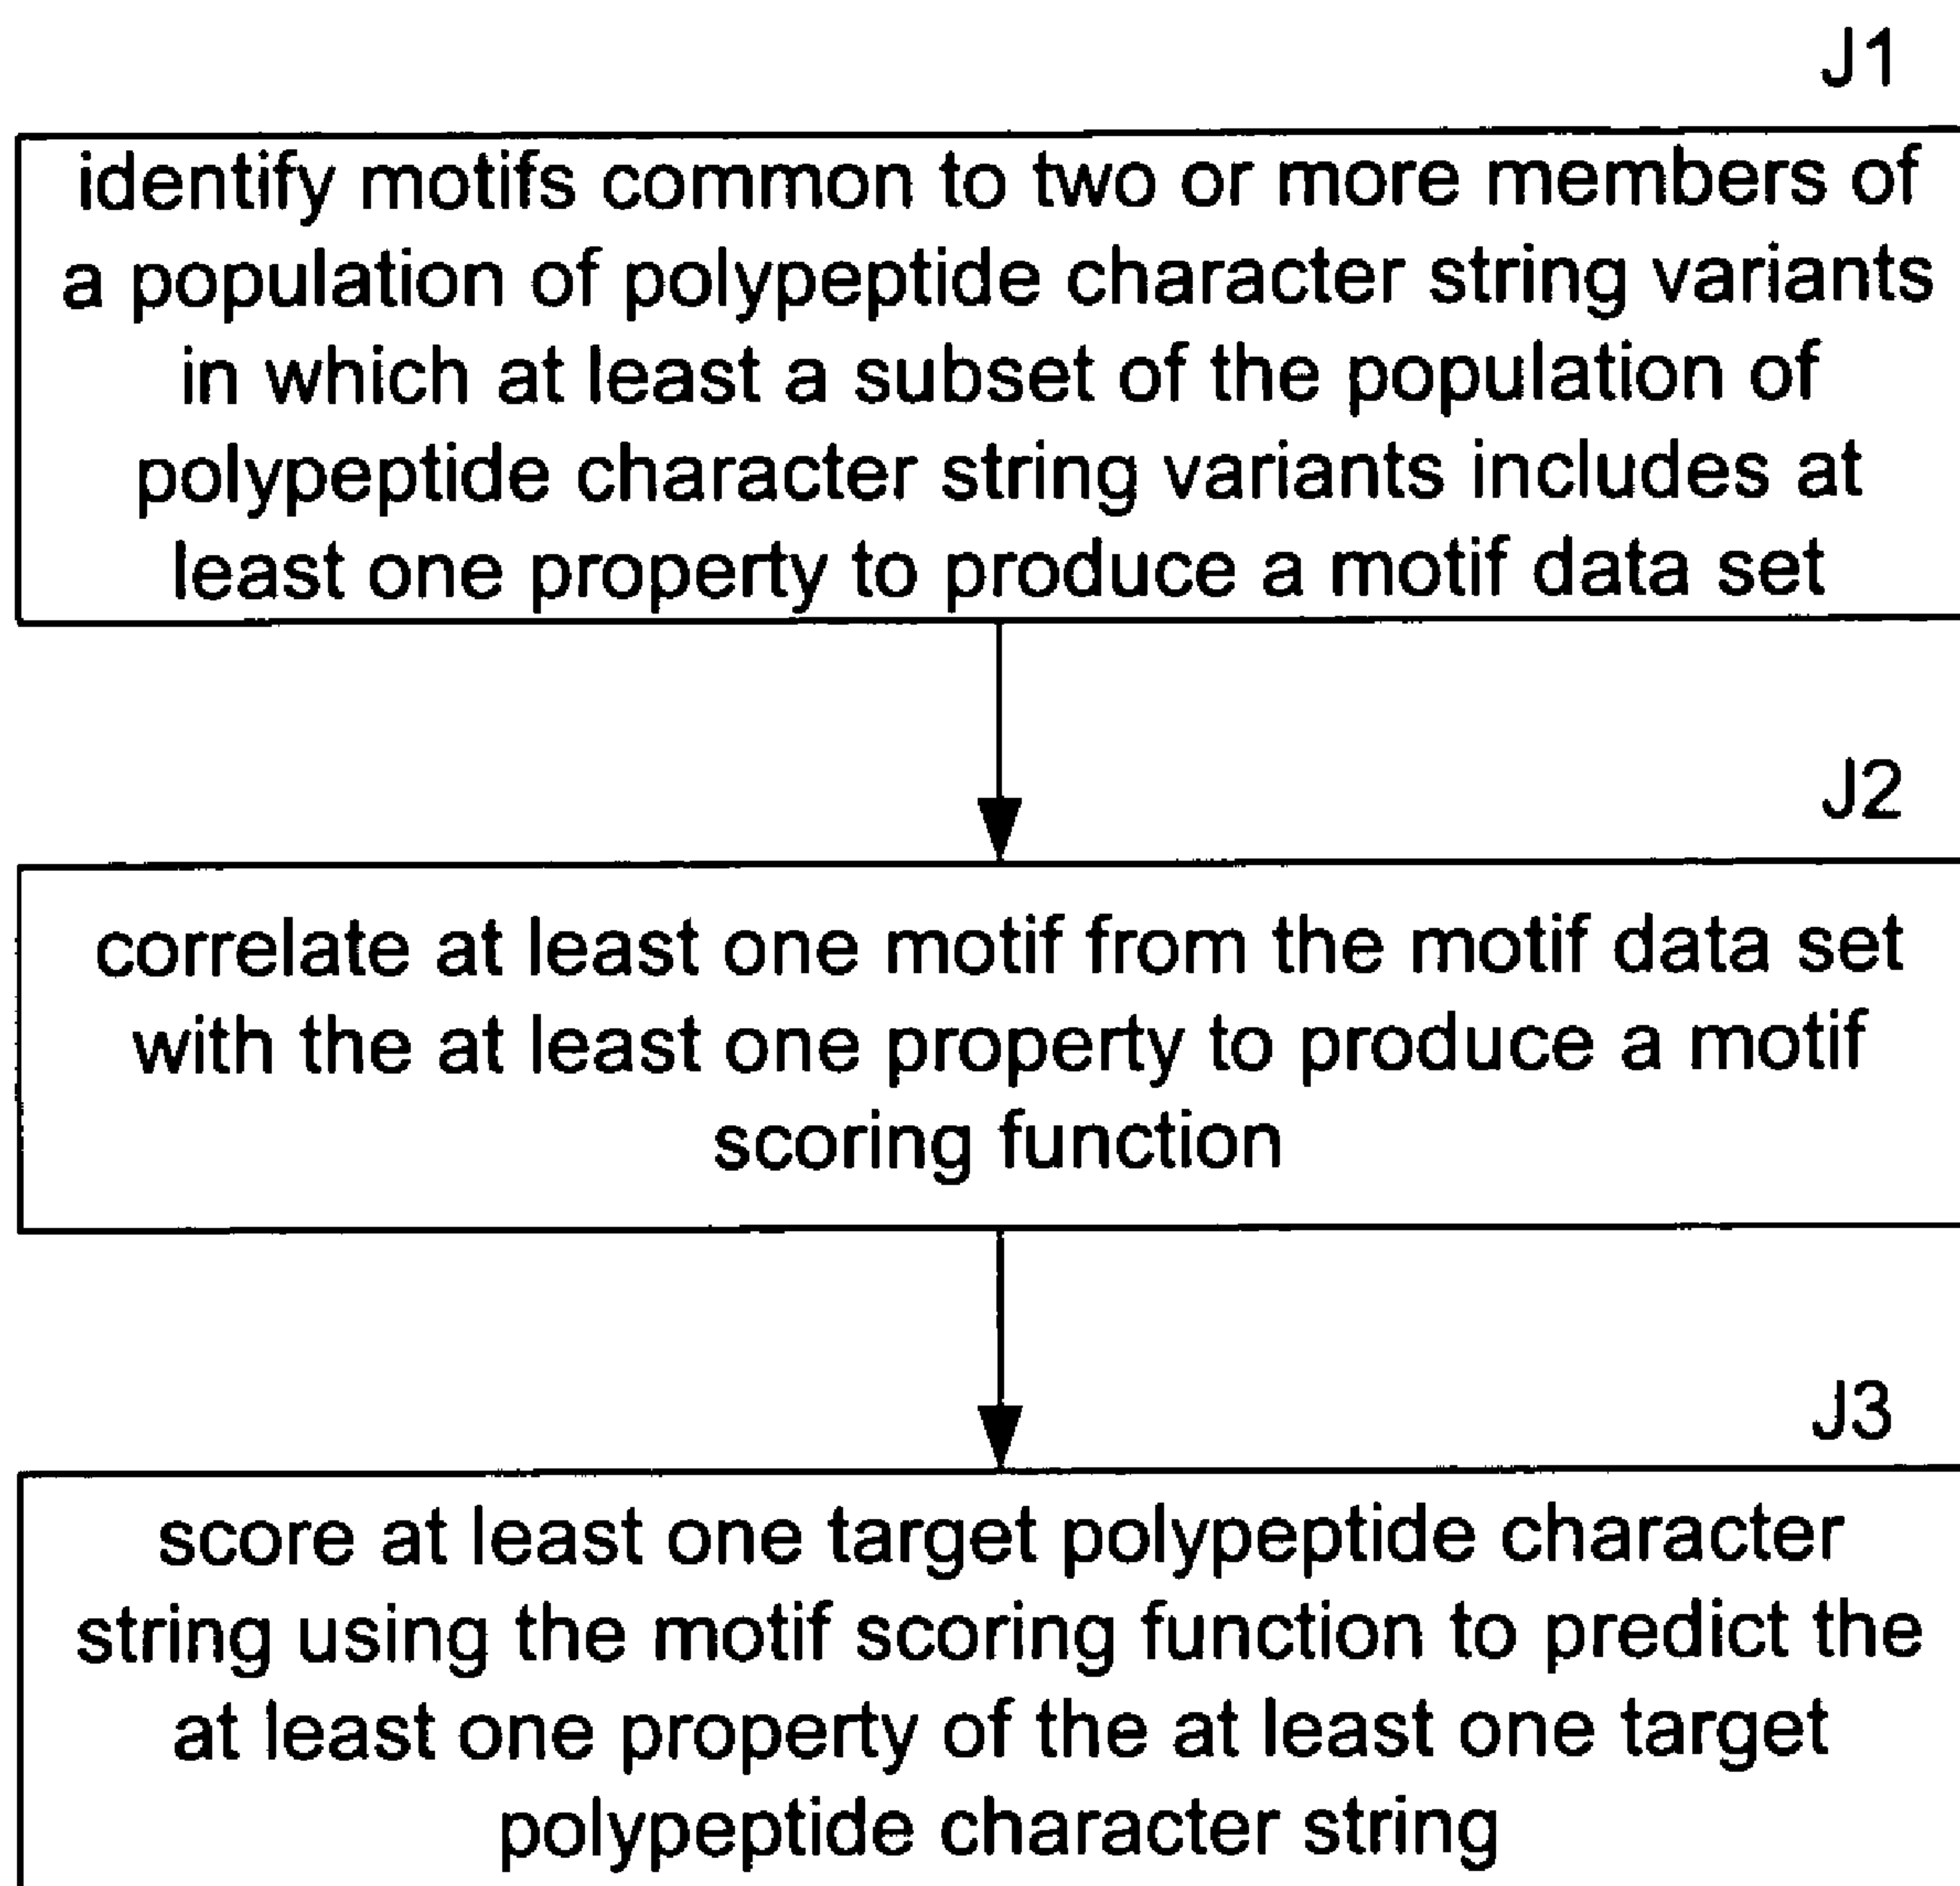 J1
identify motifs common to two or more members of
a population of polypeptide character string variants
in which at least a subset of the population of
polypeptide character string variants includes at
least one property to produce a motif data set
J2
correlate at least one motif from the motif data set
with the at least one property to produce a motif
scoring function
J3
score at least one target polypeptide character
string using the motif scoring function to predict the
at least one property of the at least one target
polypeptide character string